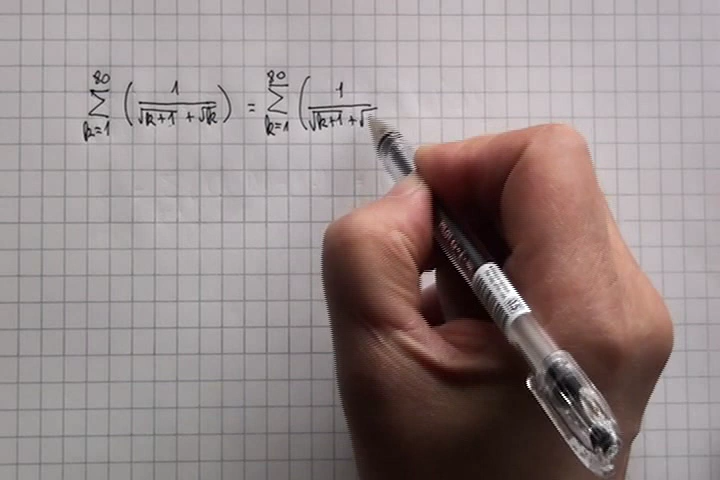 80 80
∑ ( 1 / (√k+1 + √k) ) = ∑ ( 1 / (√k+1 + √
k=1 k=1